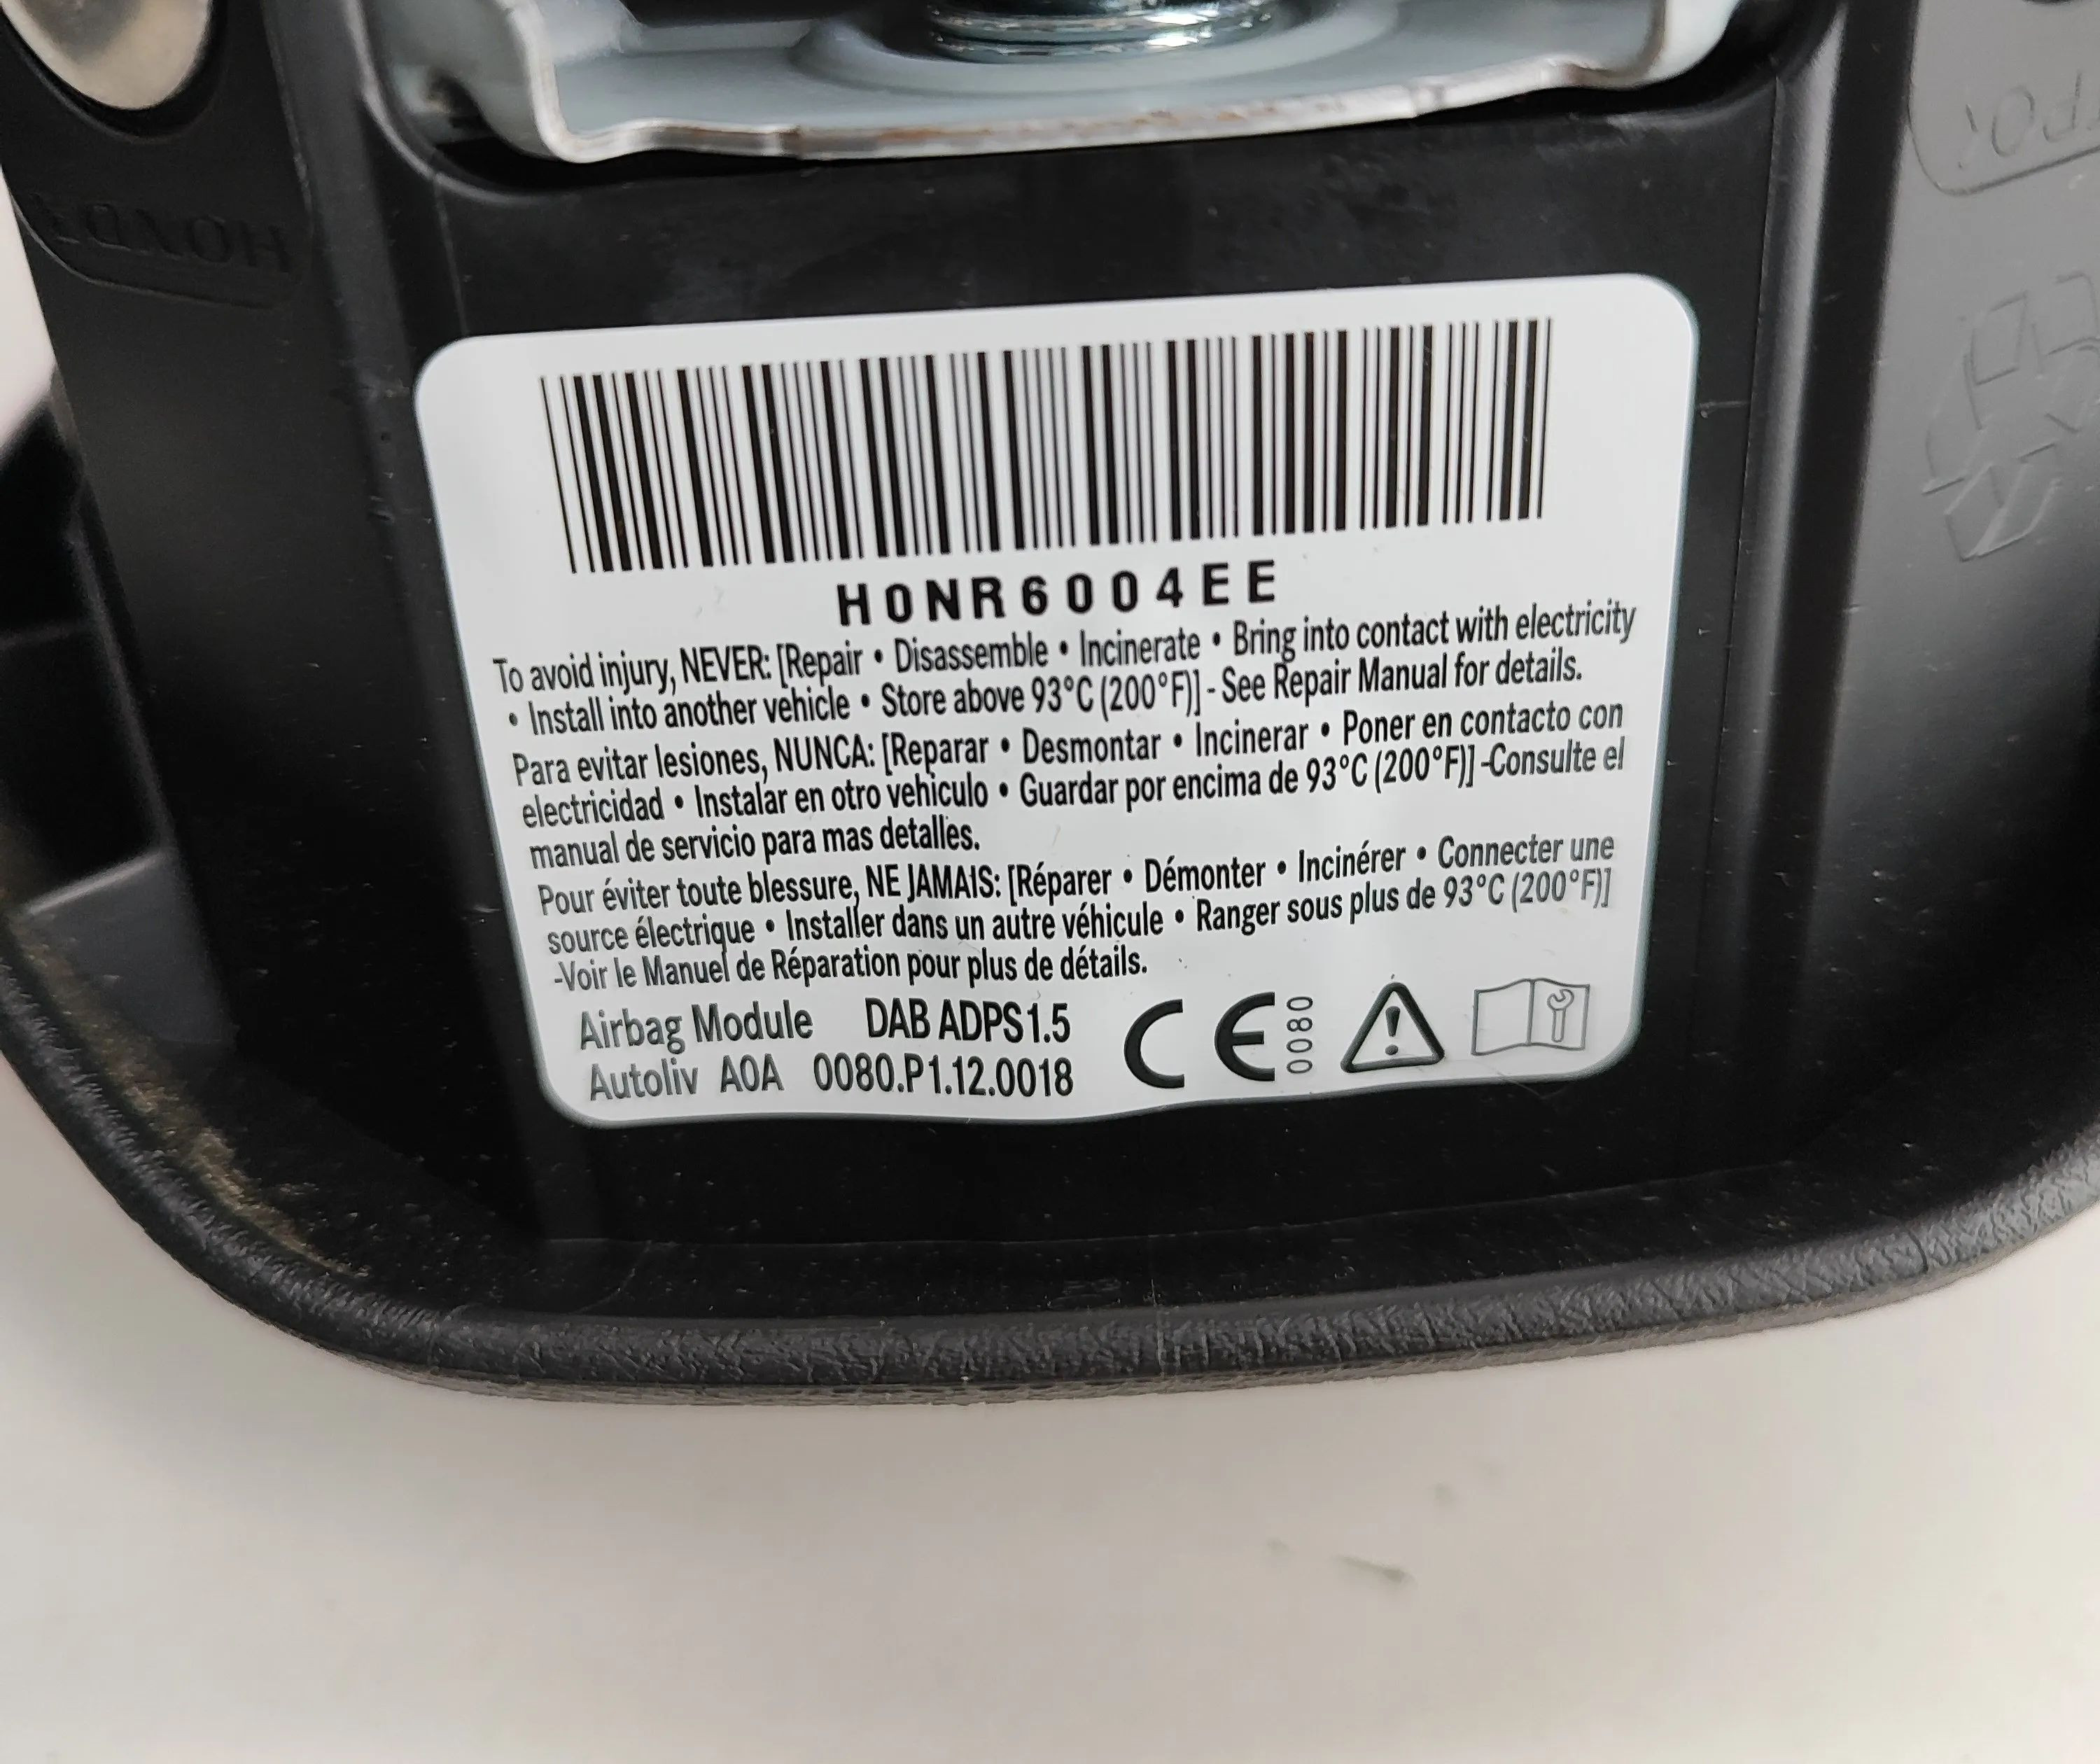 H0NR6004EE
To avoid injury, NEVER: [Repair • Disassemble • Incinerate • Bring into contact with electricity
• Install into another vehicle • Store above 93°C (200°F)] - See Repair Manual for details.
Para evitar lesiones, NUNCA: [Reparar • Desmontar • Incinerar • Poner en contacto con
electricidad • Instalar en otro vehiculo • Guardar por encima de 93°C (200°F)] -Consulte el
manual de servicio para mas detalles.
Pour éviter toute blessure, NE JAMAIS: [Réparer • Démonter • Incinérer • Connecter une
source électrique • Installer dans un autre véhicule • Ranger sous plus de 93°C (200°F)]
-Voir le Manuel de Réparation pour plus de détails.
Airbag Module DAB ADPS1.5
Autoliv A0A 0080.P1.12.0018
CE 0080